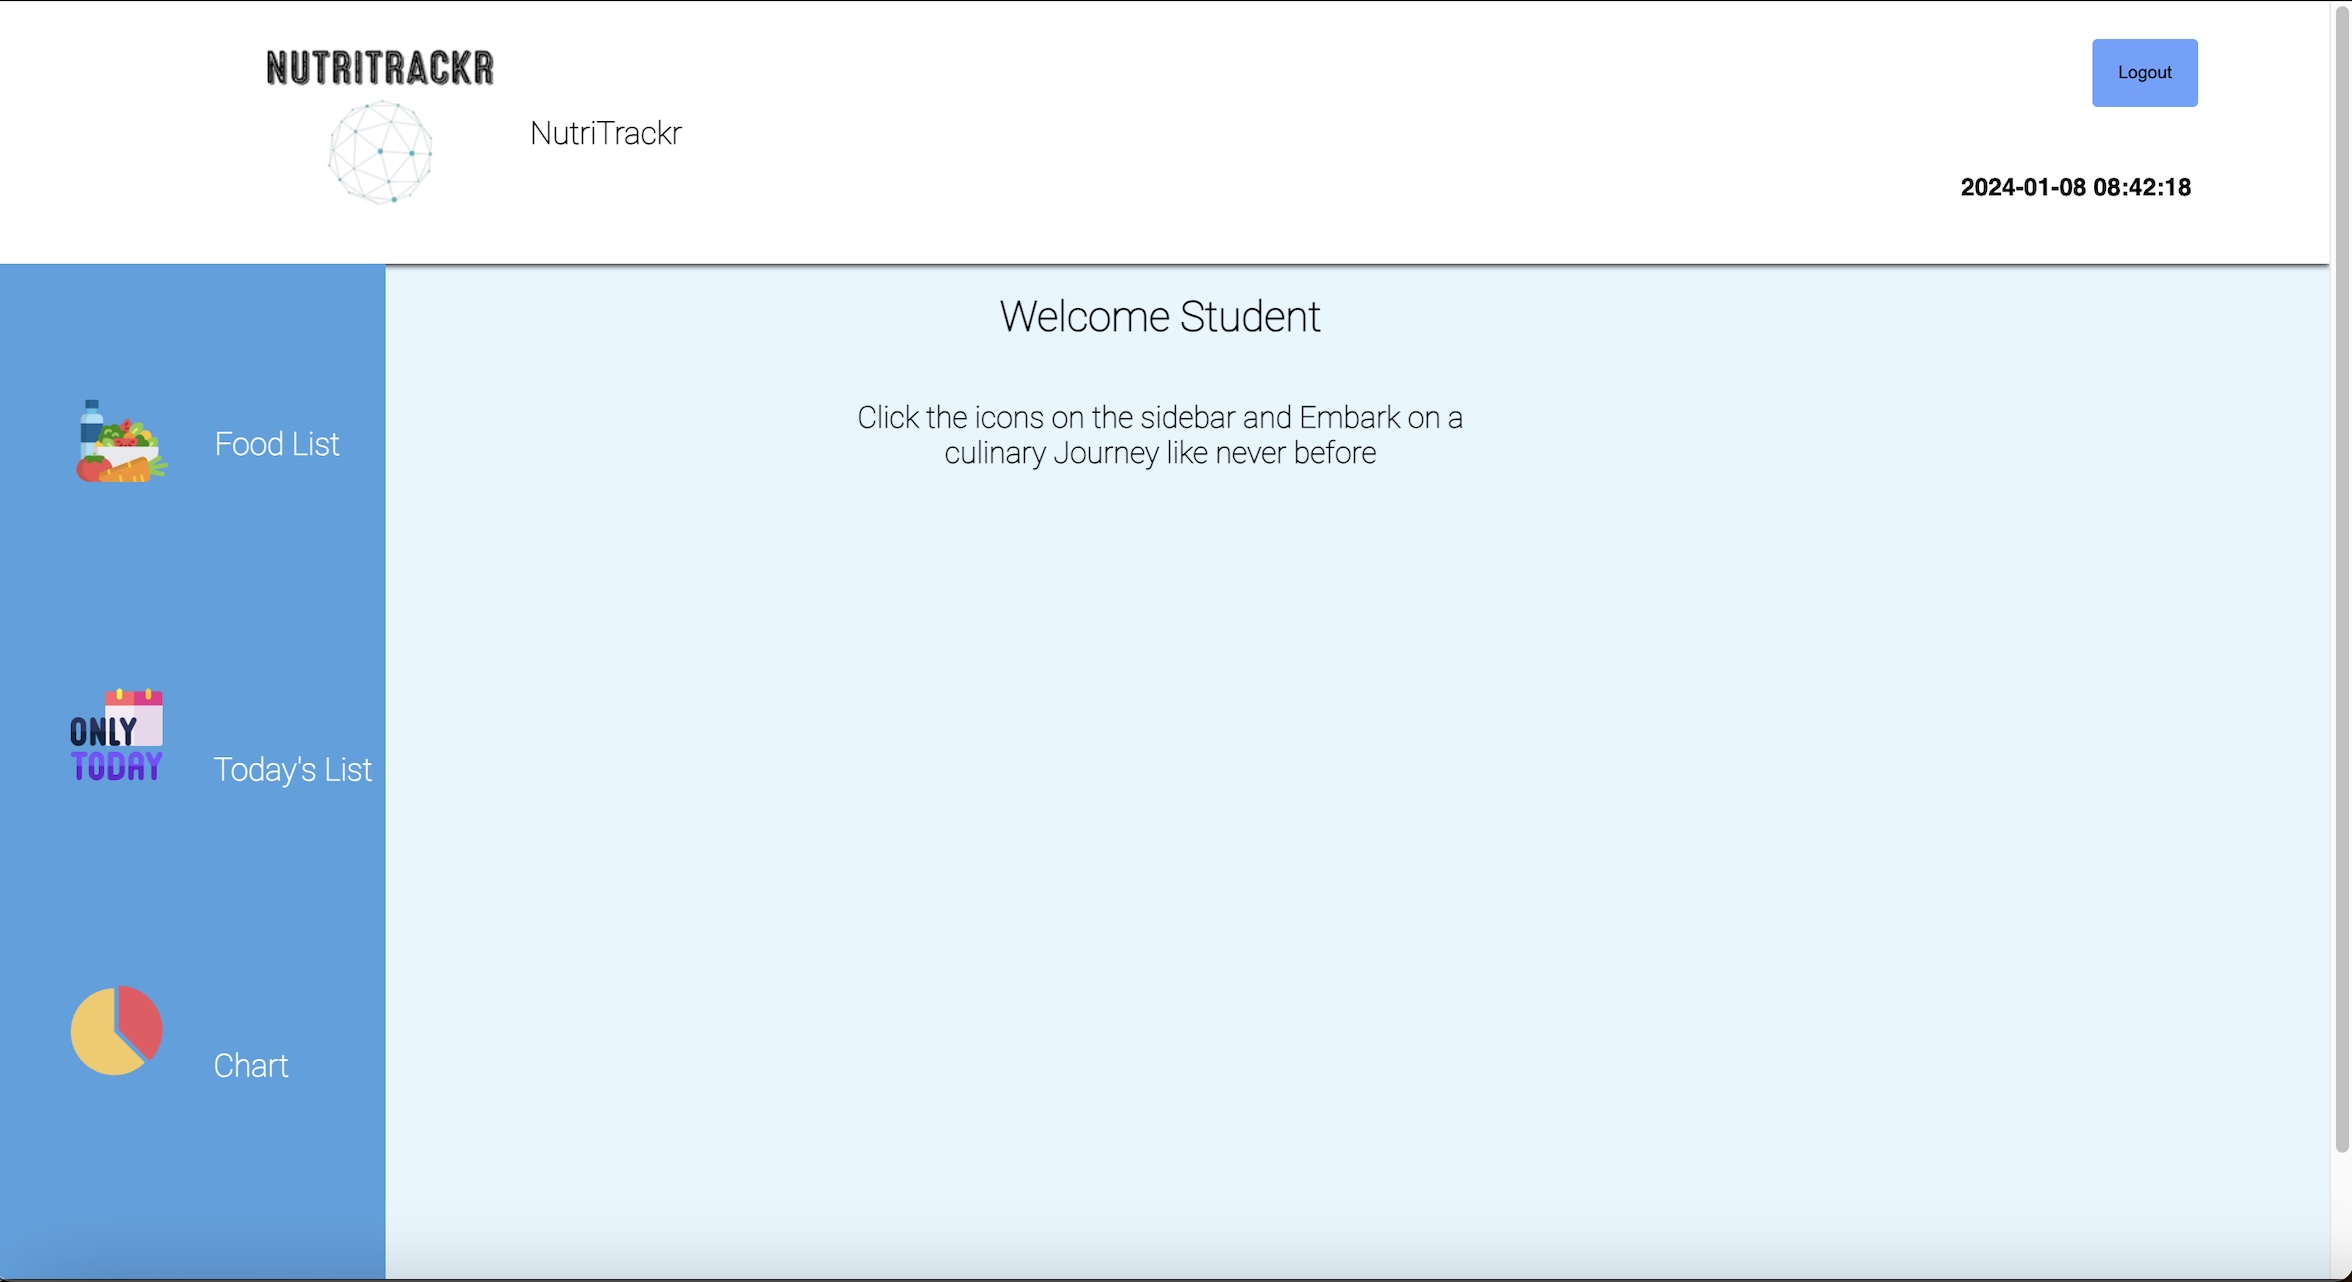 NUTRITRACKR
NutriTrackr
Logout
2024-01-08 08:42:18
Welcome Student
Click the icons on the sidebar and Embark on a
culinary Journey like never before
Food List
ONLY
TODAY
Today's List
Chart